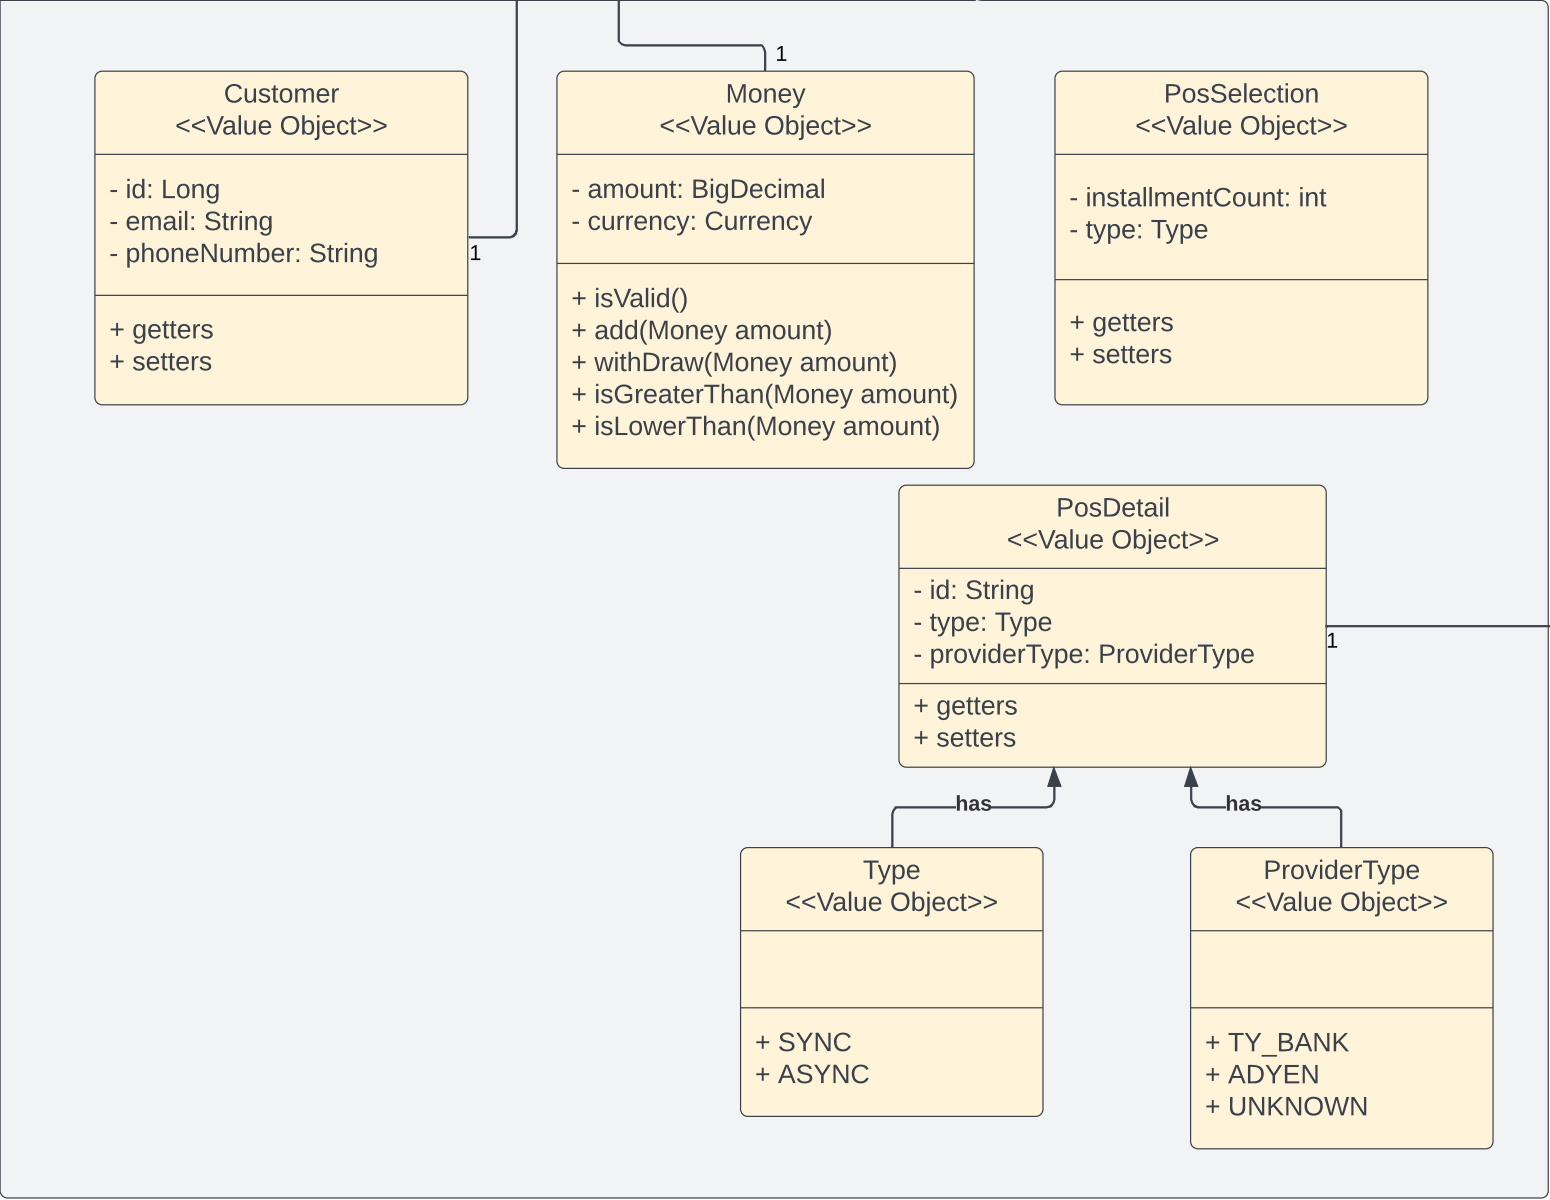 1
Customer
<<Value Object>>
- id: Long
- email: String
- phoneNumber: String
+ getters
+ setters
1
Money
<<Value Object>>
- amount: BigDecimal
- currency: Currency
+ isValid()
+ add(Money amount)
+ withDraw(Money amount)
+ isGreaterThan(Money amount)
+ isLowerThan(Money amount)
PosSelection
<<Value Object>>
- installmentCount: int
- type: Type
+ getters
+ setters
PosDetail
<<Value Object>>
- id: String
- type: Type
- providerType: ProviderType
+ getters
+ setters
1
has
has
Type
<<Value Object>>
+ SYNC
+ ASYNC
ProviderType
<<Value Object>>
+ TY_BANK
+ ADYEN
+ UNKNOWN